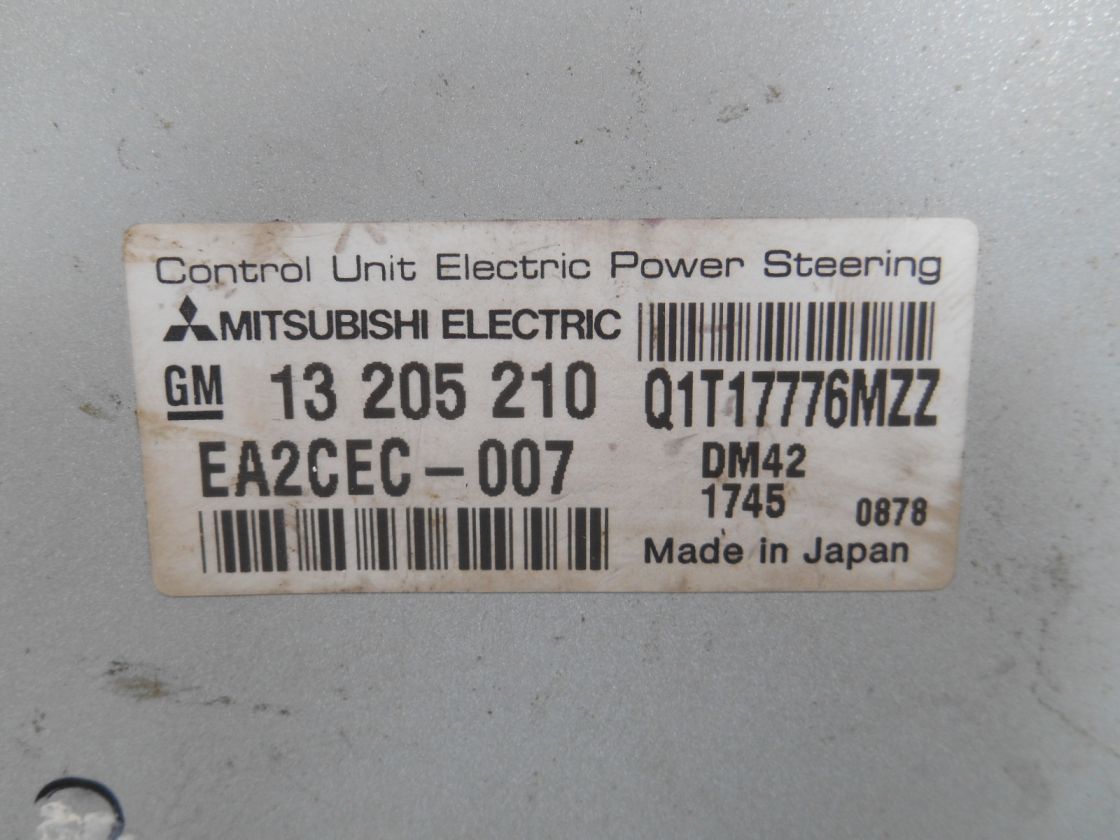 Control Unit Electric Power Steering
MITSUBISHI ELECTRIC
GM 13 205 210
Q1T17776MZZ
EA2CEC-007
DM42
1745 0878
Made in Japan